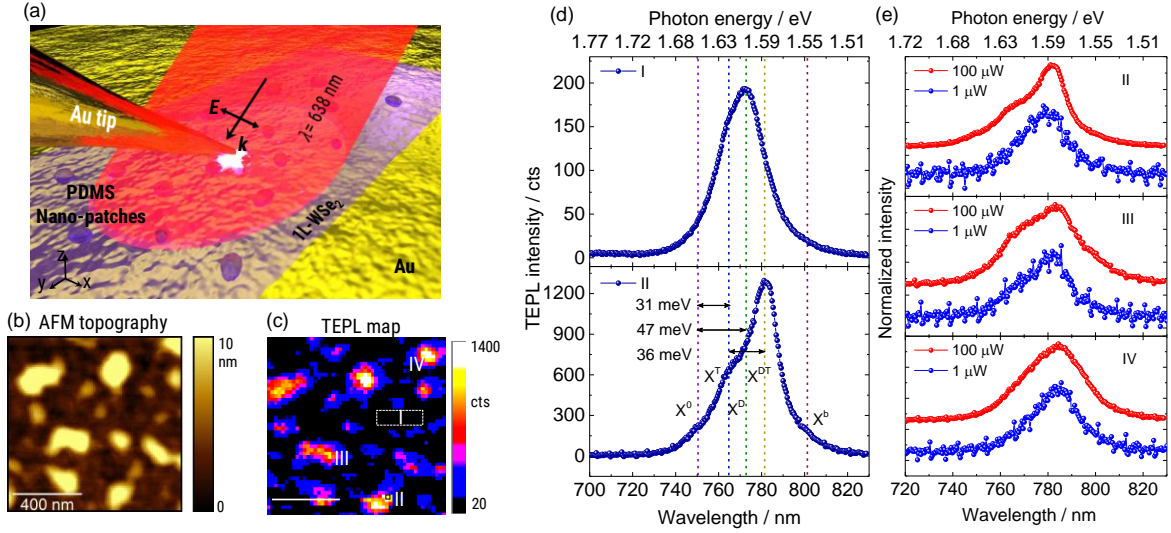 (a)
Au tip
E
k
λ= 638 nm
PDMS
Nano-patches
1L-WSe2
Au
z
y
x
(b)
AFM topography
10
nm
0
400 nm
(c)
TEPL map
IV
I
III
II
1400
cts
20
(d)
Photon energy / eV
1.77 1.72 1.68 1.63 1.59 1.55 1.51
200
150
100
50
0
I
TEPL intensity / cts
1200
900
600
300
0
II
31 meV
47 meV
36 meV
X^0
X^T
X^D
X^DT
X^b
700 720 740 760 780 800 820
Wavelength / nm
(e)
Photon energy / eV
1.72 1.68 1.63 1.59 1.55 1.51
Normalized intensity
100 µW
1 µW
II
100 µW
1 µW
III
100 µW
1 µW
IV
720 740 760 780 800 820
Wavelength / nm